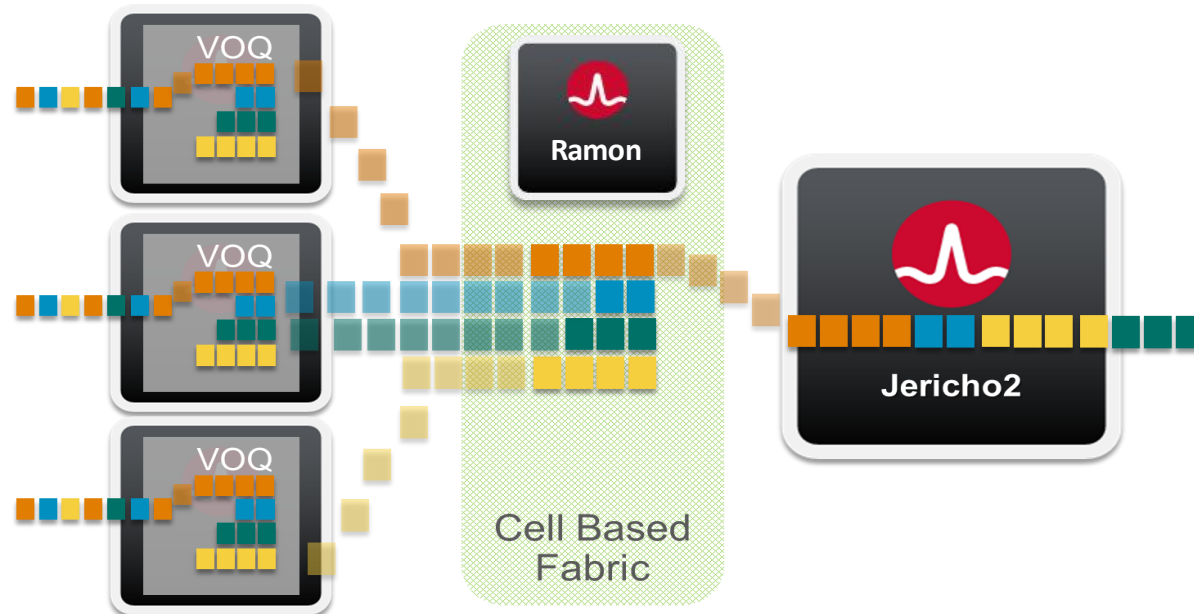 VOQ
VOQ
VOQ
Ramon
Cell Based
Fabric
Jericho2